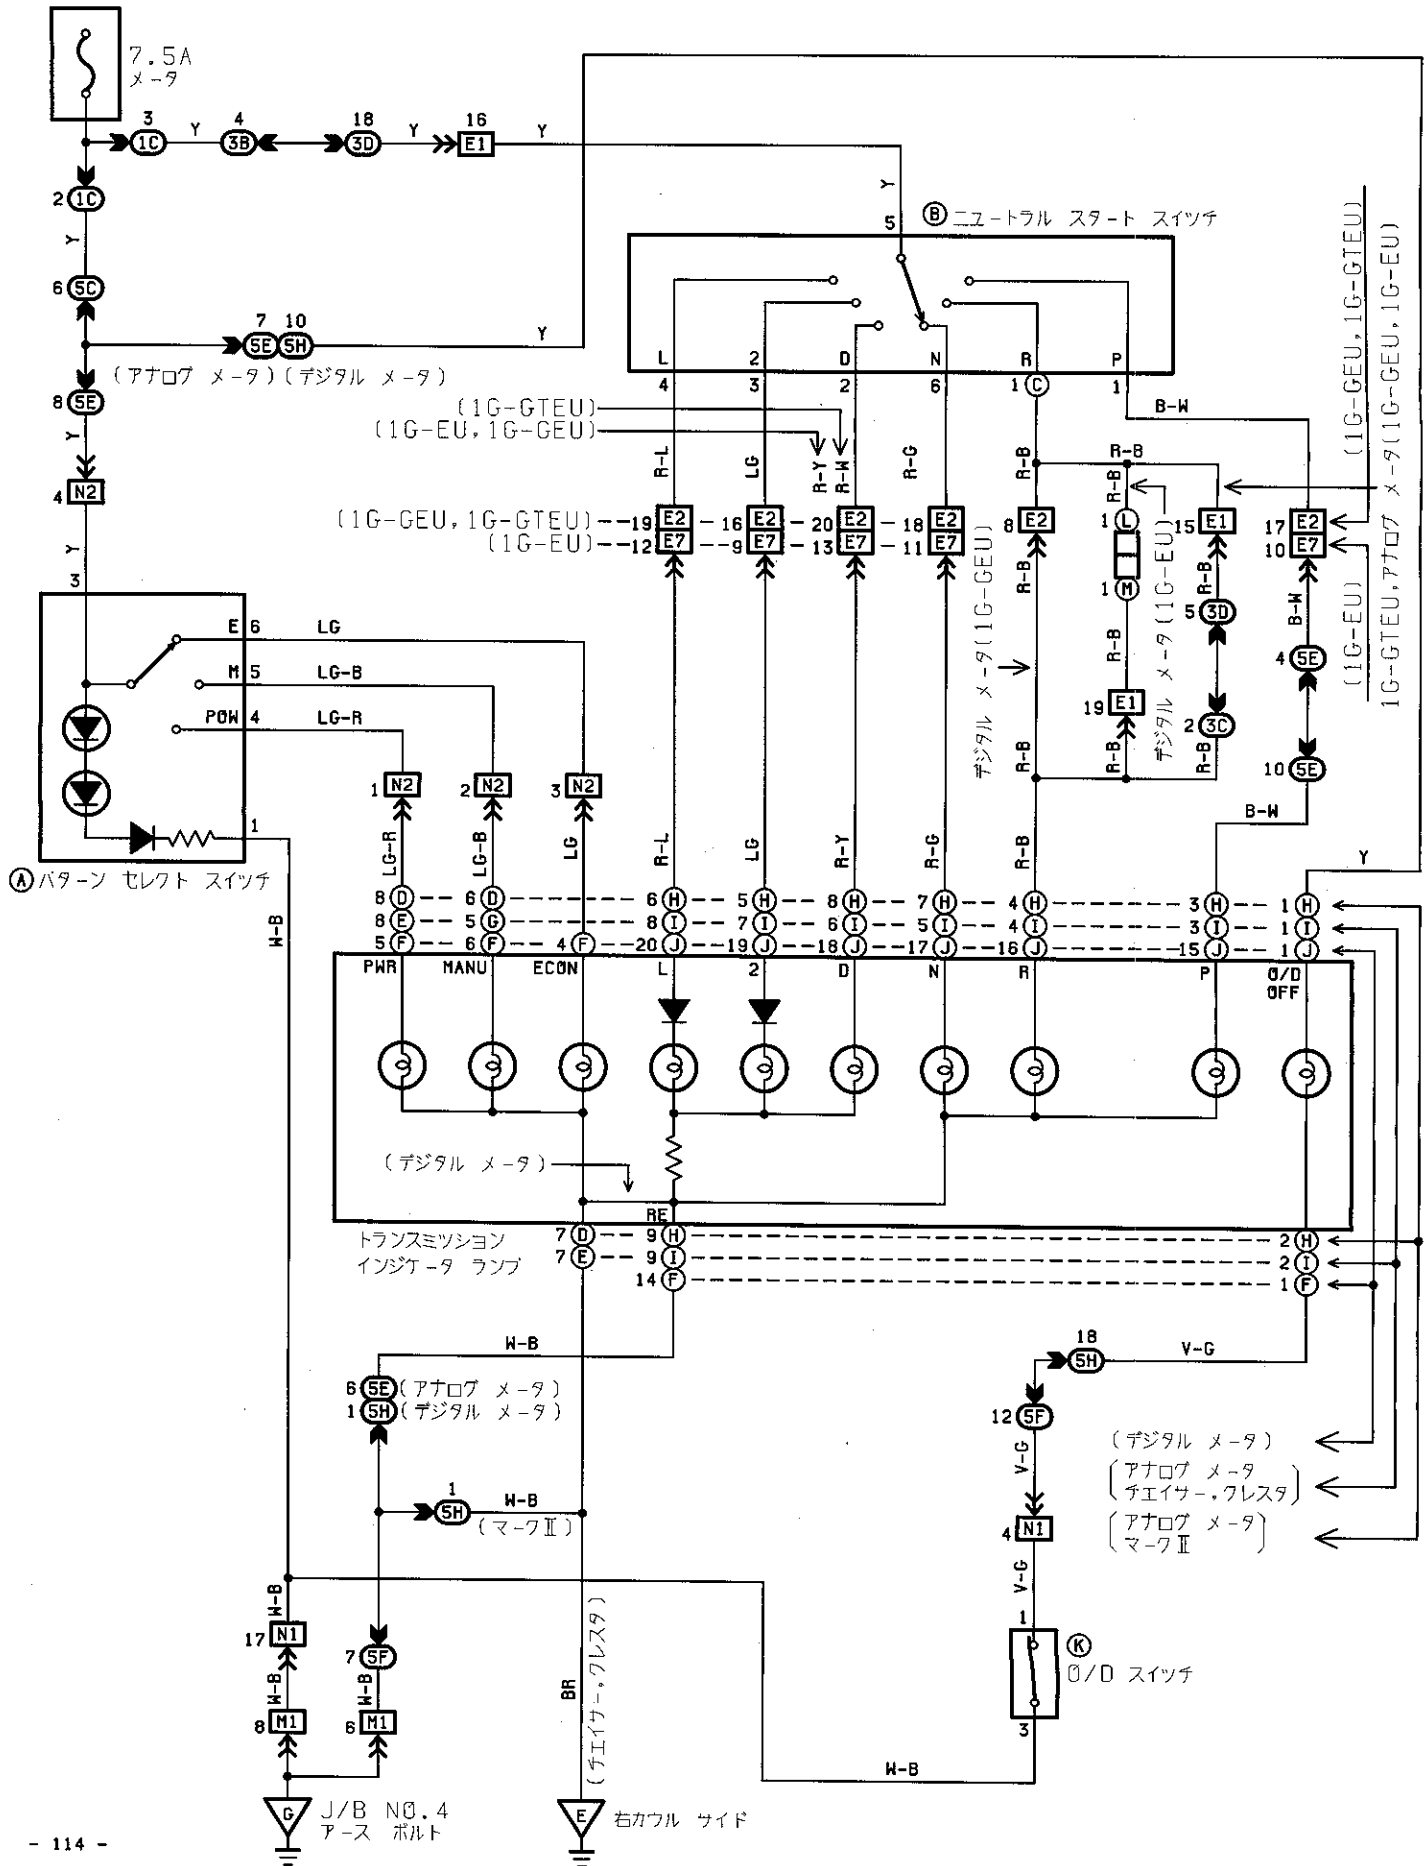 7.5A
メータ
3 4 18 16
1C Y 3B 3D Y E1 Y
2 1C
Y
Y
5
Ⓑ ニュートラル スタート スイッチ
6 5C
7 10
5E 5H Y
(アナログ メータ)(デジタル メータ)
8 5E
Y
4 N2
Y
L 2 D N R P
4 3 2 6 1 C 1
(1G-GTEU)
(1G-EU,1G-GEU)
B-W
R-L LG R-Y R-W R-G R-B R-B R-B
(1G-GEU,1G-GTEU) 19 E2 16 E2 20 E2 18 E2 8 E2 1 L 15 E1 17 E2
(1G-EU) 12 E7 9 E7 13 E7 11 E7 10 E7
1 M
R-B R-B R-B B-W
5 3D
4 5E
19 E1
2 3C
R-B R-B R-B
10 5E
B-W
デジタル メータ(1G-GEU)
デジタル メータ(1G-EU)
(1G-GEU,1G-GTEU)
(1G-EU)
1G-GTEU,アナログ メータ(1G-GEU,1G-EU)
3
E 6 LG
M 5 LG-B
POW 4 LG-R
1
Ⓐ パターン セレクト スイッチ
1 N2 2 N2 3 N2
LG-R LG-B LG R-L LG R-Y R-G R-B Y
W-B
8 D 6 D 6 H 5 H 8 H 7 H 4 H 3 H 1 H
8 E 5 G 8 I 7 I 6 I 5 I 4 I 3 I 1 I
5 F 6 F 4 F 20 J 19 J 18 J 17 J 16 J 15 J 1 J
PWR MANU ECON L 2 D N R P O/D
OFF
(デジタル メータ)
RE
トランスミッション
インジケータ ランプ
7 D 9 H 2 H
7 E 9 I 2 I
14 F 1 F
W-B
18
5H V-G
6 5E (アナログ メータ)
1 5H (デジタル メータ)
12 5F
V-G
(デジタル メータ)
(アナログ メータ
チェイサー,クレスタ)
(アナログ メータ
マークⅡ)
1
5H W-B
(マークⅡ)
4 N1
V-G
W-B
17 N1
7 5F
W-B W-B
8 M1 6 M1
BR
(チェイサー,クレスタ)
1
Ⓚ
O/D スイッチ
3
W-B
G J/B NO.4
アース ボルト
E 右カウル サイド
- 114 -